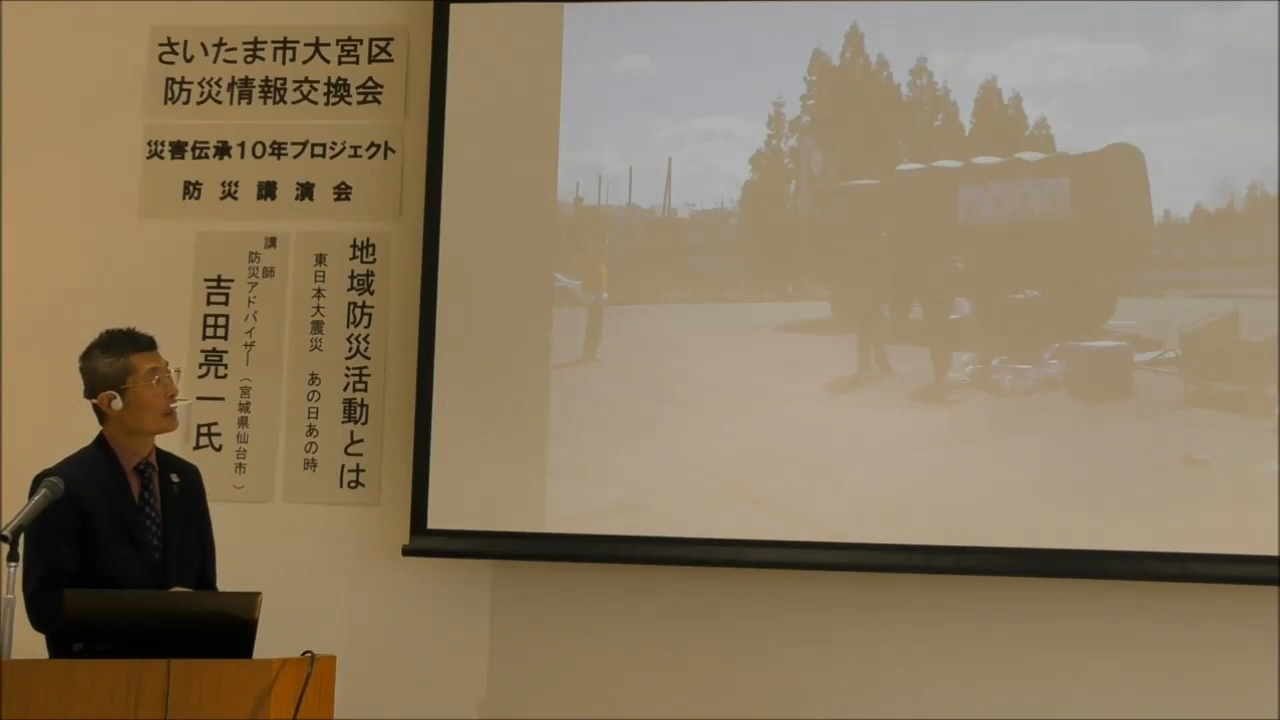 さいたま市大宮区
防災情報交換会
災害伝承10年プロジェクト
防災講演会
地域防災活動とは
東日本大震災 あの日あの時
講師
防災アドバイザー(宮城県仙台市)
吉田亮一氏